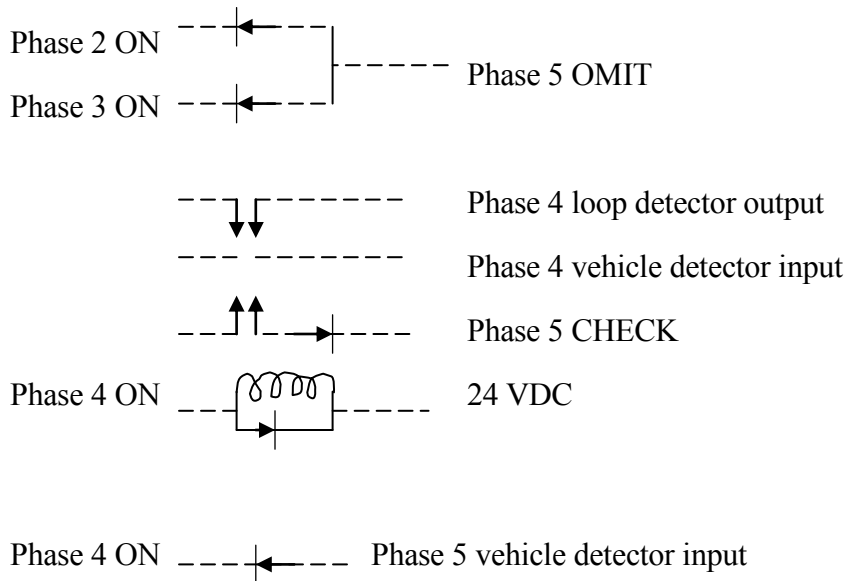 Phase 2 ON
Phase 5 OMIT
Phase 3 ON
Phase 4 loop detector output
Phase 4 vehicle detector input
Phase 5 CHECK
Phase 4 ON
24 VDC
Phase 4 ON
Phase 5 vehicle detector input